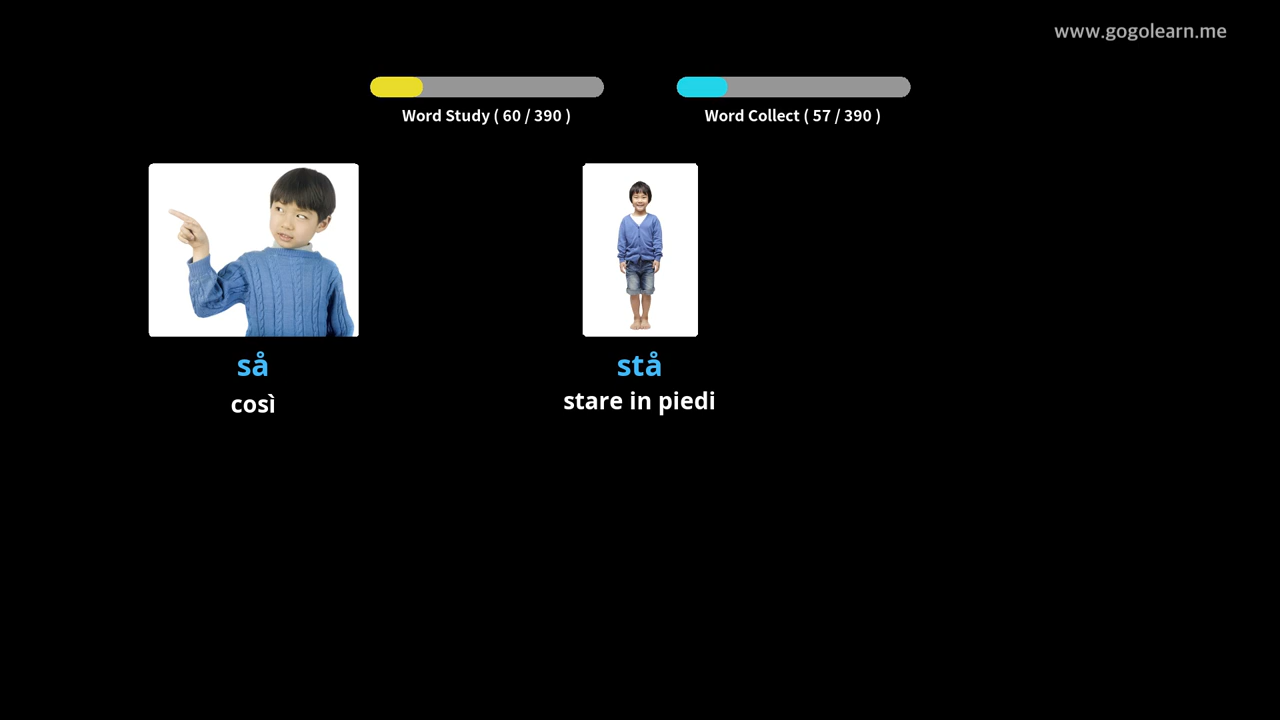 www.gogolearn.me
Word Study ( 60 / 390 )
Word Collect ( 57 / 390 )
så
stå
così
stare in piedi